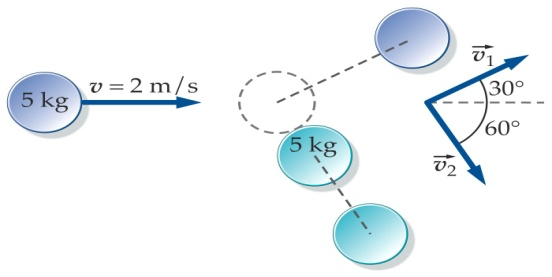 5 kg
v = 2 m/s
5 kg
v⃗₁
30°
60°
v⃗₂